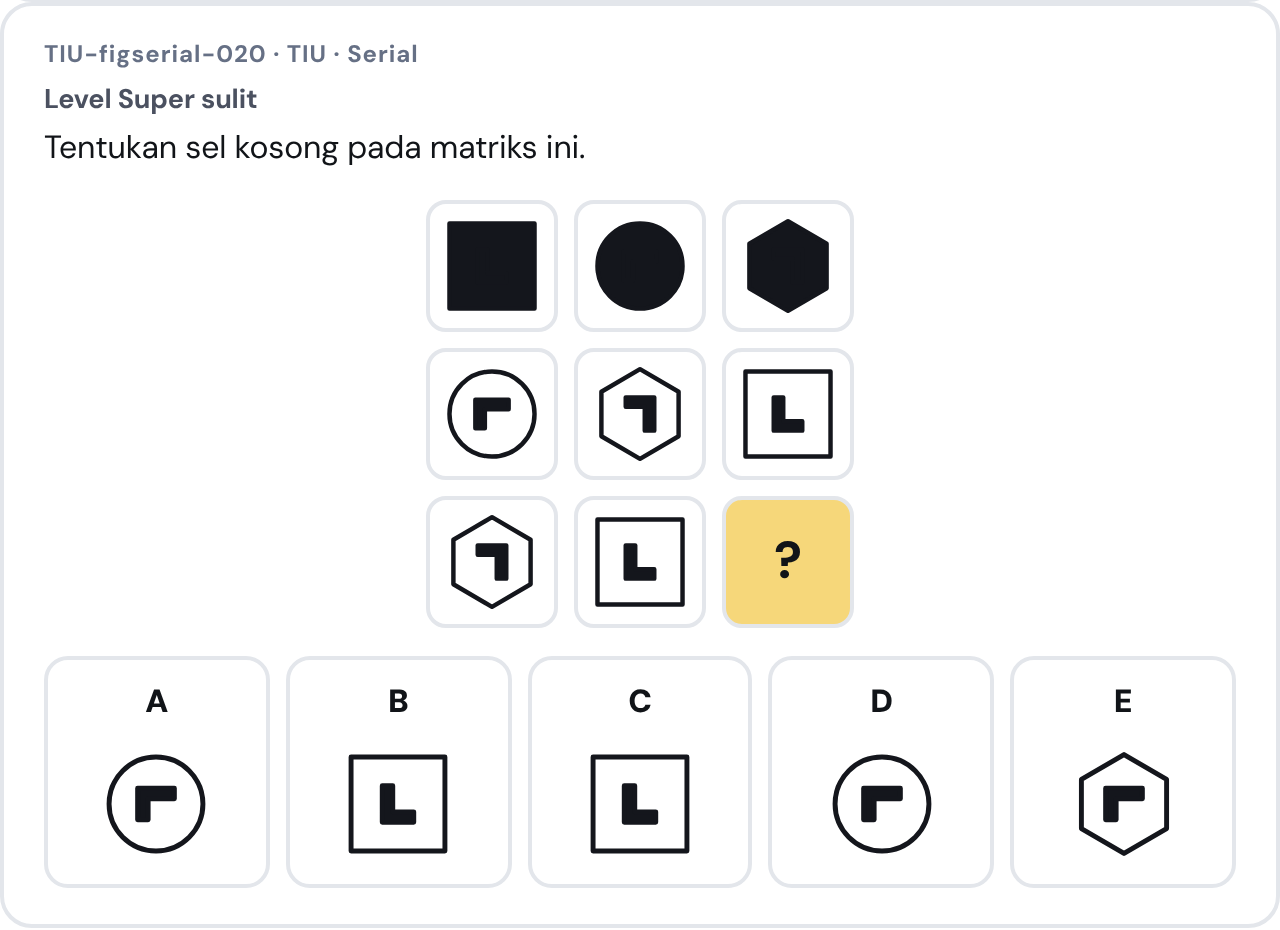 TIU-figserial-020 · TIU · Serial
Level Super sulit
Tentukan sel kosong pada matriks ini.
?
A B C D E